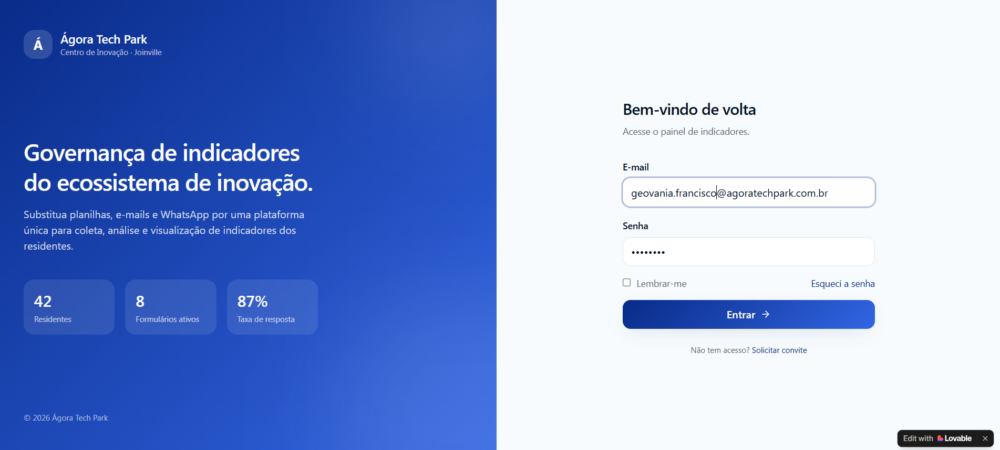 Á
Ágora Tech Park
Centro de Inovação · Joinville
Governança de indicadores
do ecossistema de inovação.
Substitua planilhas, e-mails e WhatsApp por uma plataforma
única para coleta, análise e visualização de indicadores dos
residentes.
42
Residentes
8
Formulários ativos
87%
Taxa de resposta
© 2026 Ágora Tech Park
Bem-vindo de volta
Acesse o painel de indicadores.
E-mail
geovania.francisco@agoratechpark.com.br
Senha
••••••••
Lembrar-me
Esqueci a senha
Entrar →
Não tem acesso? Solicitar convite
Edit with Lovable ×